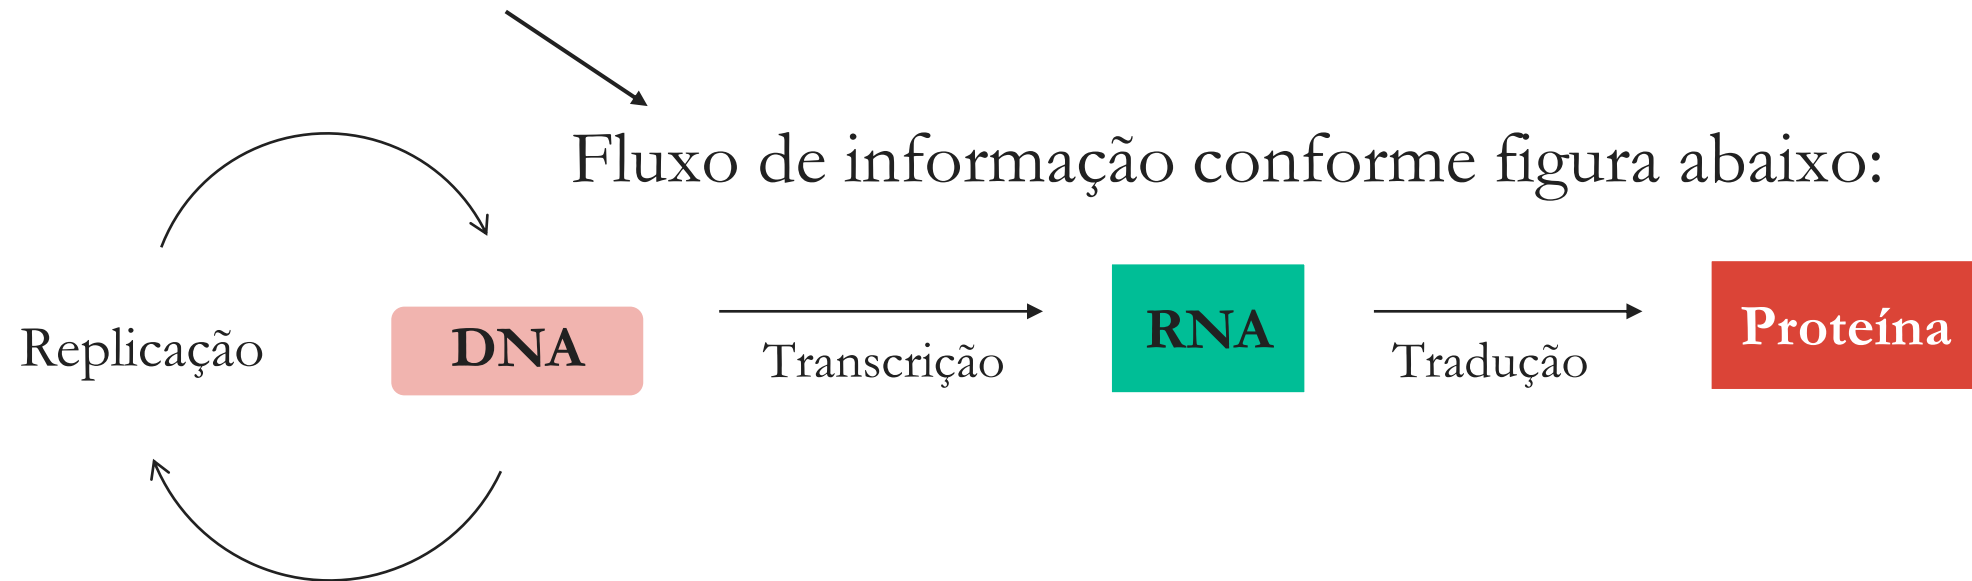 Fluxo de informação conforme figura abaixo:
Replicação
DNA
Transcrição
RNA
Tradução
Proteína